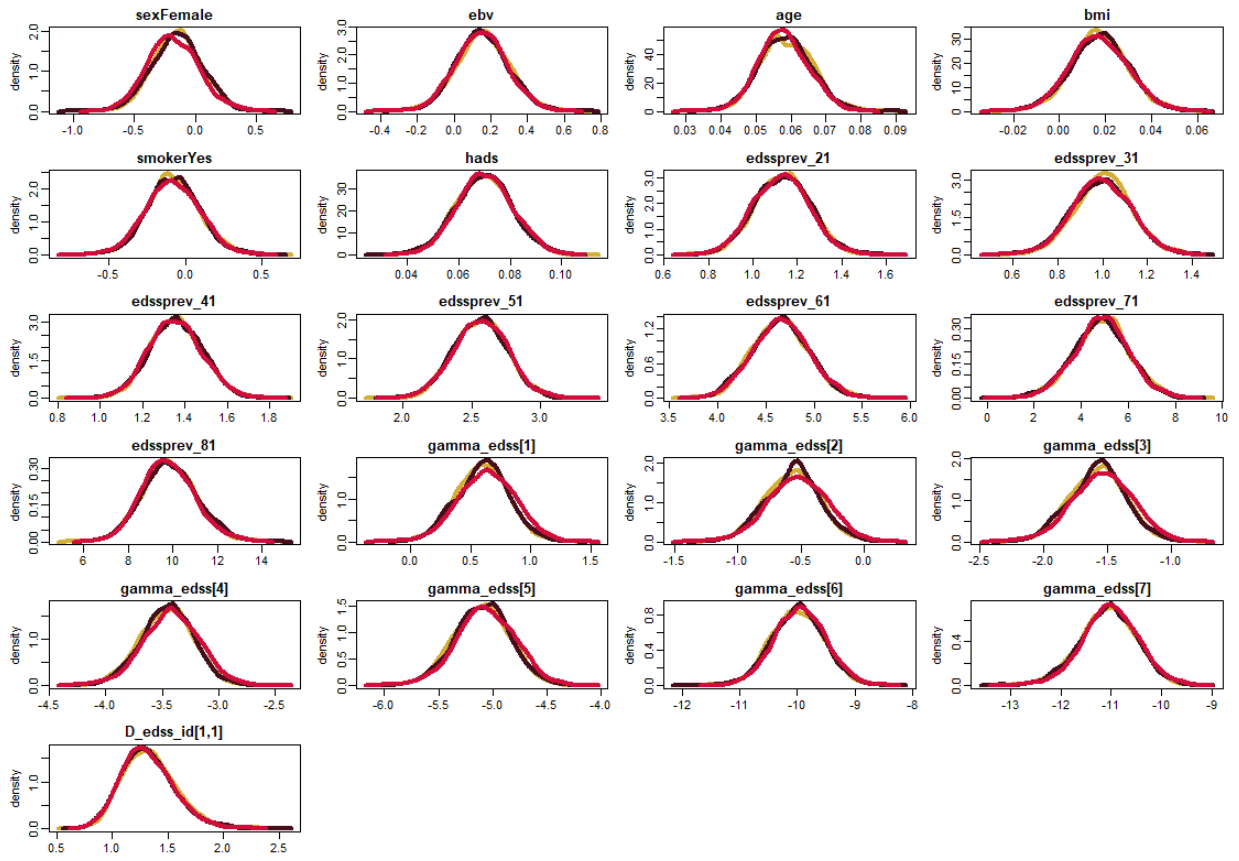 sexFemale ebv age bmi
density 0.0 1.0 2.0 density 0.0 1.0 2.0 3.0 density 0 20 40 density 0 10 20 30
-1.0 -0.5 0.0 0.5 -0.4 -0.2 0.0 0.2 0.4 0.6 0.8 0.03 0.04 0.05 0.06 0.07 0.08 0.09 -0.02 0.00 0.02 0.04 0.06
smokerYes hads edssprev_21 edssprev_31
density 0.0 1.0 2.0 density 0 10 20 30 density 0.0 1.0 2.0 3.0 density 0.0 1.5 3.0
-0.5 0.0 0.5 0.04 0.06 0.08 0.10 0.6 0.8 1.0 1.2 1.4 1.6 0.6 0.8 1.0 1.2 1.4
edssprev_41 edssprev_51 edssprev_61 edssprev_71
density 0.0 1.5 3.0 density 0.0 1.0 2.0 density 0.0 0.6 1.2 density 0.00 0.15 0.30
0.8 1.0 1.2 1.4 1.6 1.8 2.0 2.5 3.0 3.5 4.0 4.5 5.0 5.5 6.0 0 2 4 6 8 10
edssprev_81 gamma_edss[1] gamma_edss[2] gamma_edss[3]
density 0.00 0.15 0.30 density 0.0 1.0 density 0.0 1.0 2.0 density 0.0 1.0 2.0
6 8 10 12 14 0.0 0.5 1.0 1.5 -1.5 -1.0 -0.5 0.0 -2.5 -2.0 -1.5 -1.0
gamma_edss[4] gamma_edss[5] gamma_edss[6] gamma_edss[7]
density 0.0 1.0 density 0.0 0.5 1.0 1.5 density 0.0 0.4 0.8 density 0.0 0.4
-4.5 -4.0 -3.5 -3.0 -2.5 -6.0 -5.5 -5.0 -4.5 -4.0 -12 -11 -10 -9 -8 -13 -12 -11 -10 -9
D_edss_id[1,1]
density 0.0 1.0
0.5 1.0 1.5 2.0 2.5